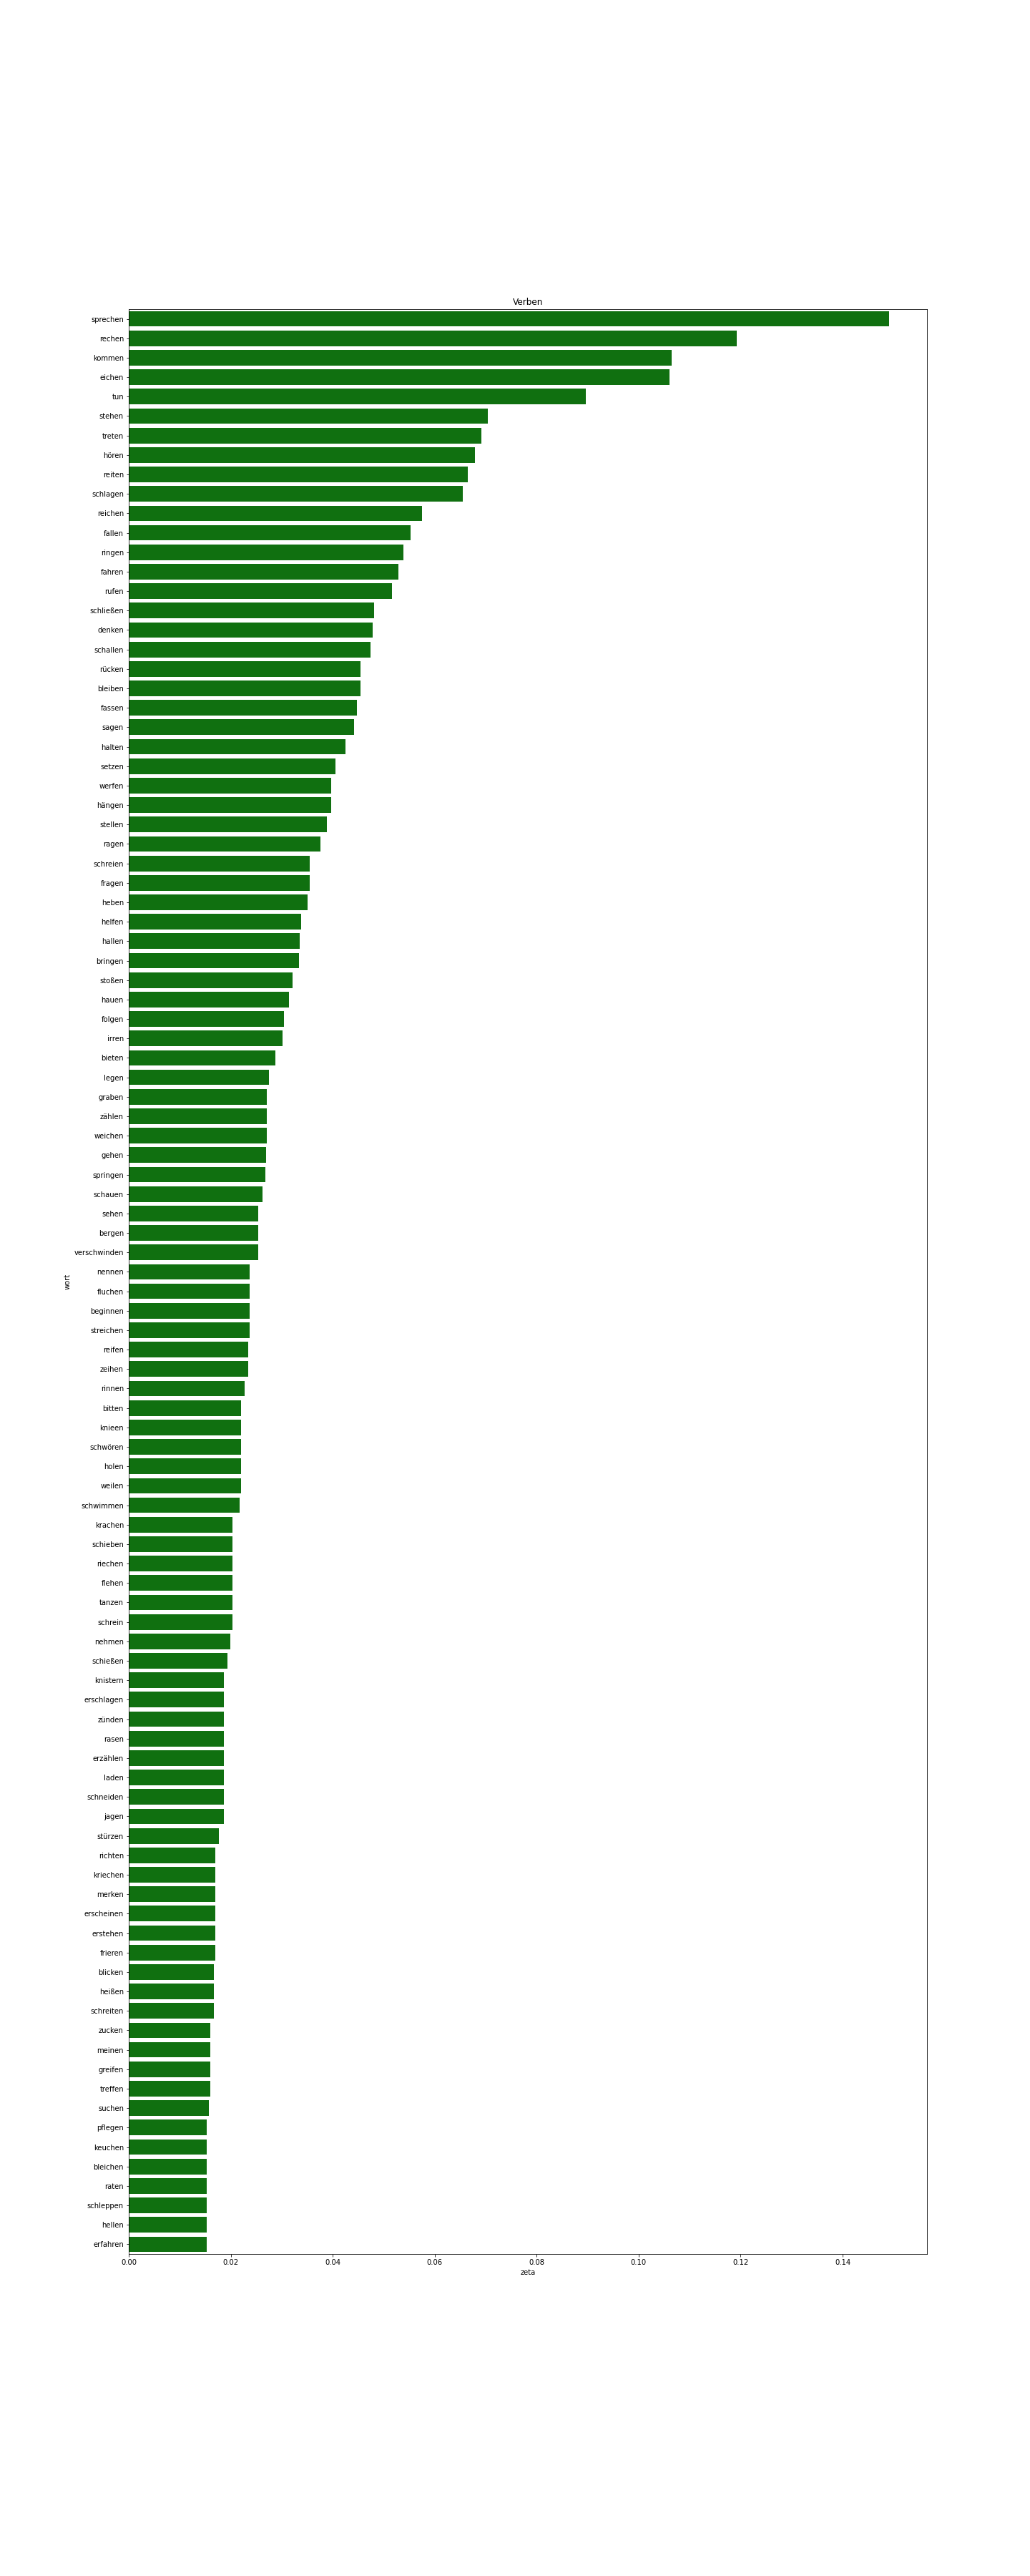 Verben
sprechen
rechen
kommen
eichen
tun
stehen
treten
hören
reiten
schlagen
reichen
fallen
ringen
fahren
rufen
schließen
denken
schallen
rücken
bleiben
fassen
sagen
halten
setzen
werfen
hängen
stellen
ragen
schreien
fragen
heben
helfen
hallen
bringen
stoßen
hauen
folgen
irren
bieten
legen
graben
zählen
weichen
gehen
springen
schauen
sehen
bergen
verschwinden
nennen
fluchen
beginnen
streichen
reifen
zeihen
rinnen
bitten
knieen
schwören
holen
weilen
schwimmen
krachen
schieben
riechen
flehen
tanzen
schrein
nehmen
schießen
knistern
erschlagen
zünden
rasen
erzählen
laden
schneiden
jagen
stürzen
richten
kriechen
merken
erscheinen
erstehen
frieren
blicken
heißen
schreiten
zucken
meinen
greifen
treffen
suchen
pflegen
keuchen
bleichen
raten
schleppen
hellen
erfahren
wort
0.00 0.02 0.04 0.06 0.08 0.10 0.12 0.14
zeta